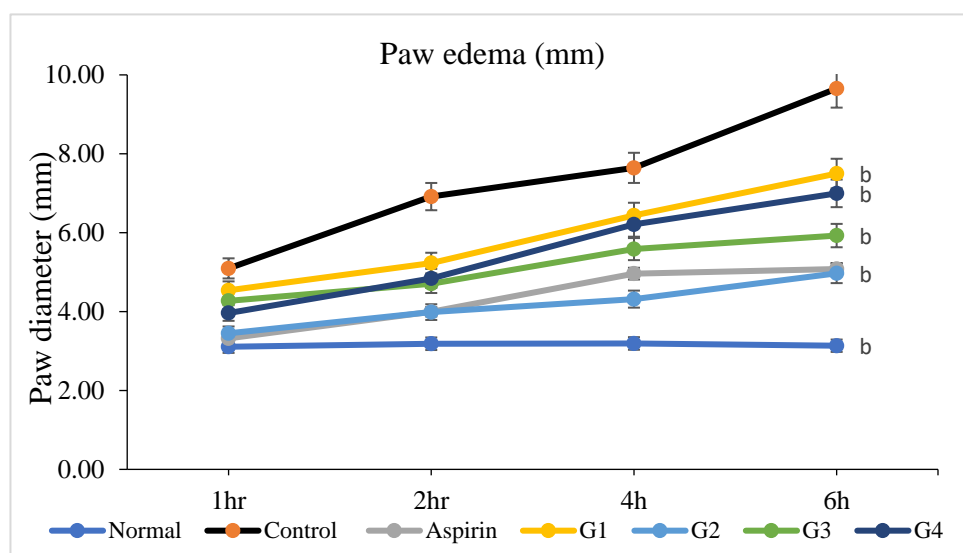 Paw edema (mm)
Paw diameter (mm)
10.00
8.00
6.00
4.00
2.00
0.00
b
b
b
b
b
1hr 2hr 4h 6h
Normal Control Aspirin G1 G2 G3 G4